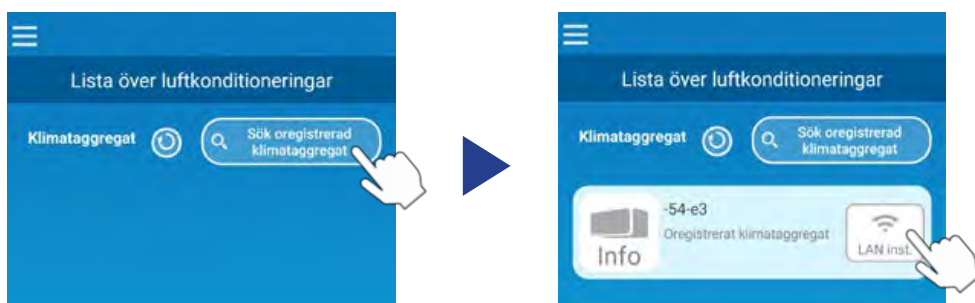 Lista över luftkonditioneringar
Klimataggregat
Sök oregistrerad
klimataggregat
Lista över luftkonditioneringar
Klimataggregat
Sök oregistrerad
klimataggregat
-54-e3
Oregistrerat klimataggregat
Info
LAN inst.